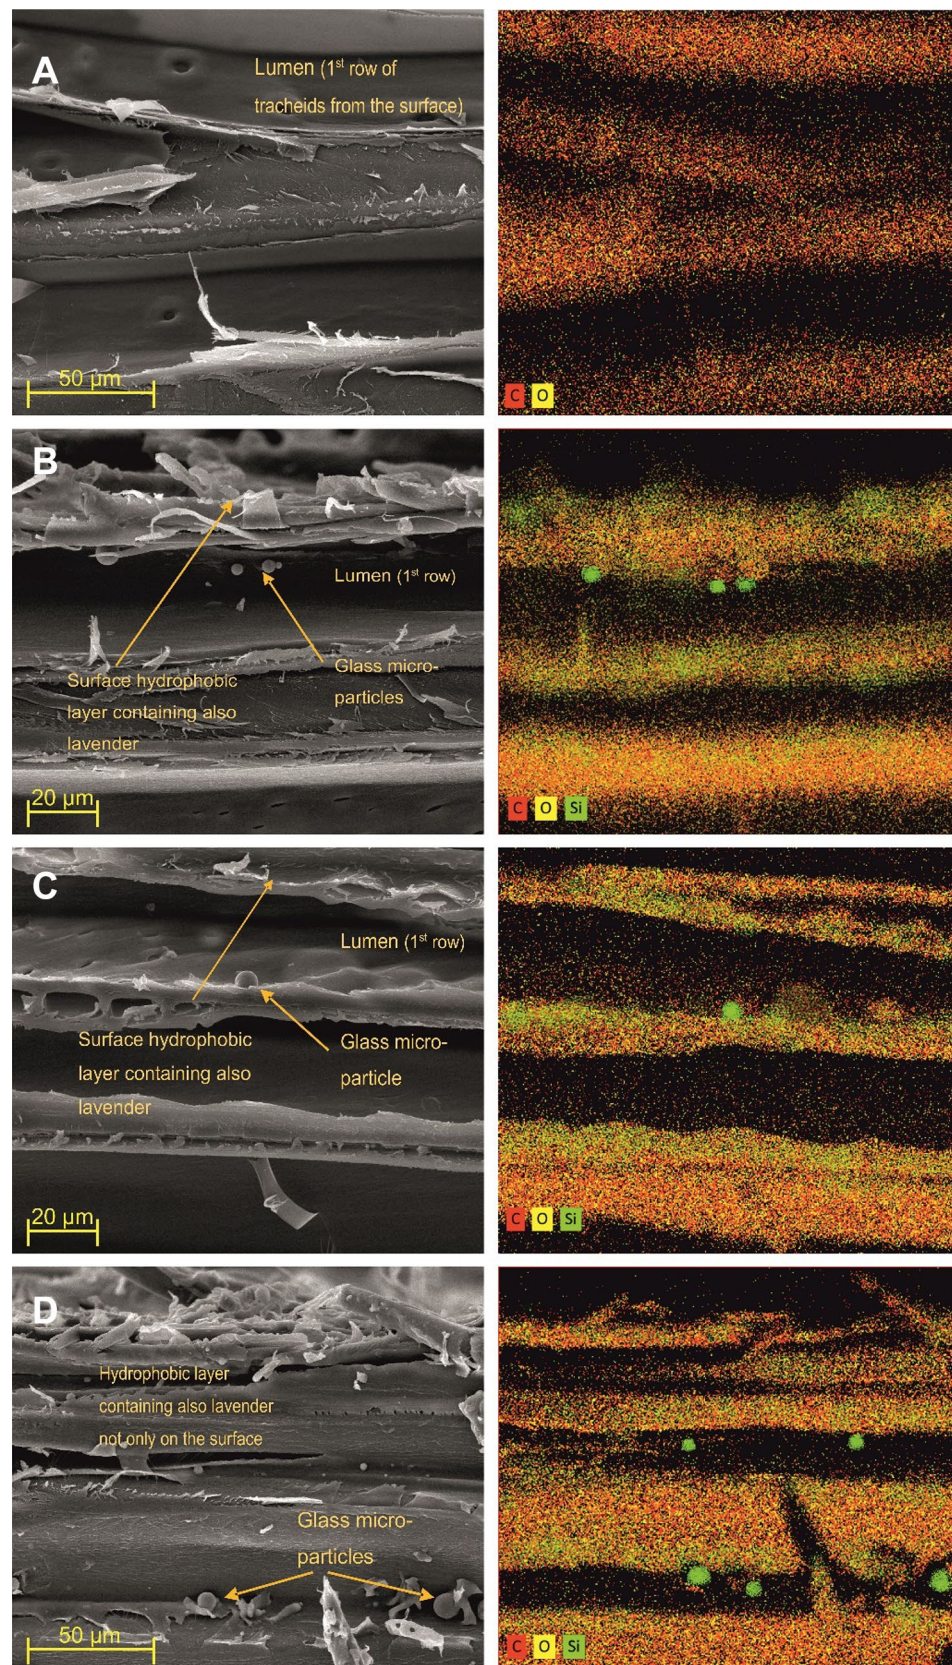 A
Lumen (1st row of
tracheids from the surface)
50 µm
C O
B
Lumen (1st row)
Surface hydrophobic
layer containing also
lavender
Glass micro-
particles
20 µm
C O Si
C
Lumen (1st row)
Surface hydrophobic
layer containing also
lavender
Glass micro-
particle
20 µm
C O Si
D
Hydrophobic layer
containing also lavender
not only on the surface
Glass micro-
particles
50 µm
C O Si